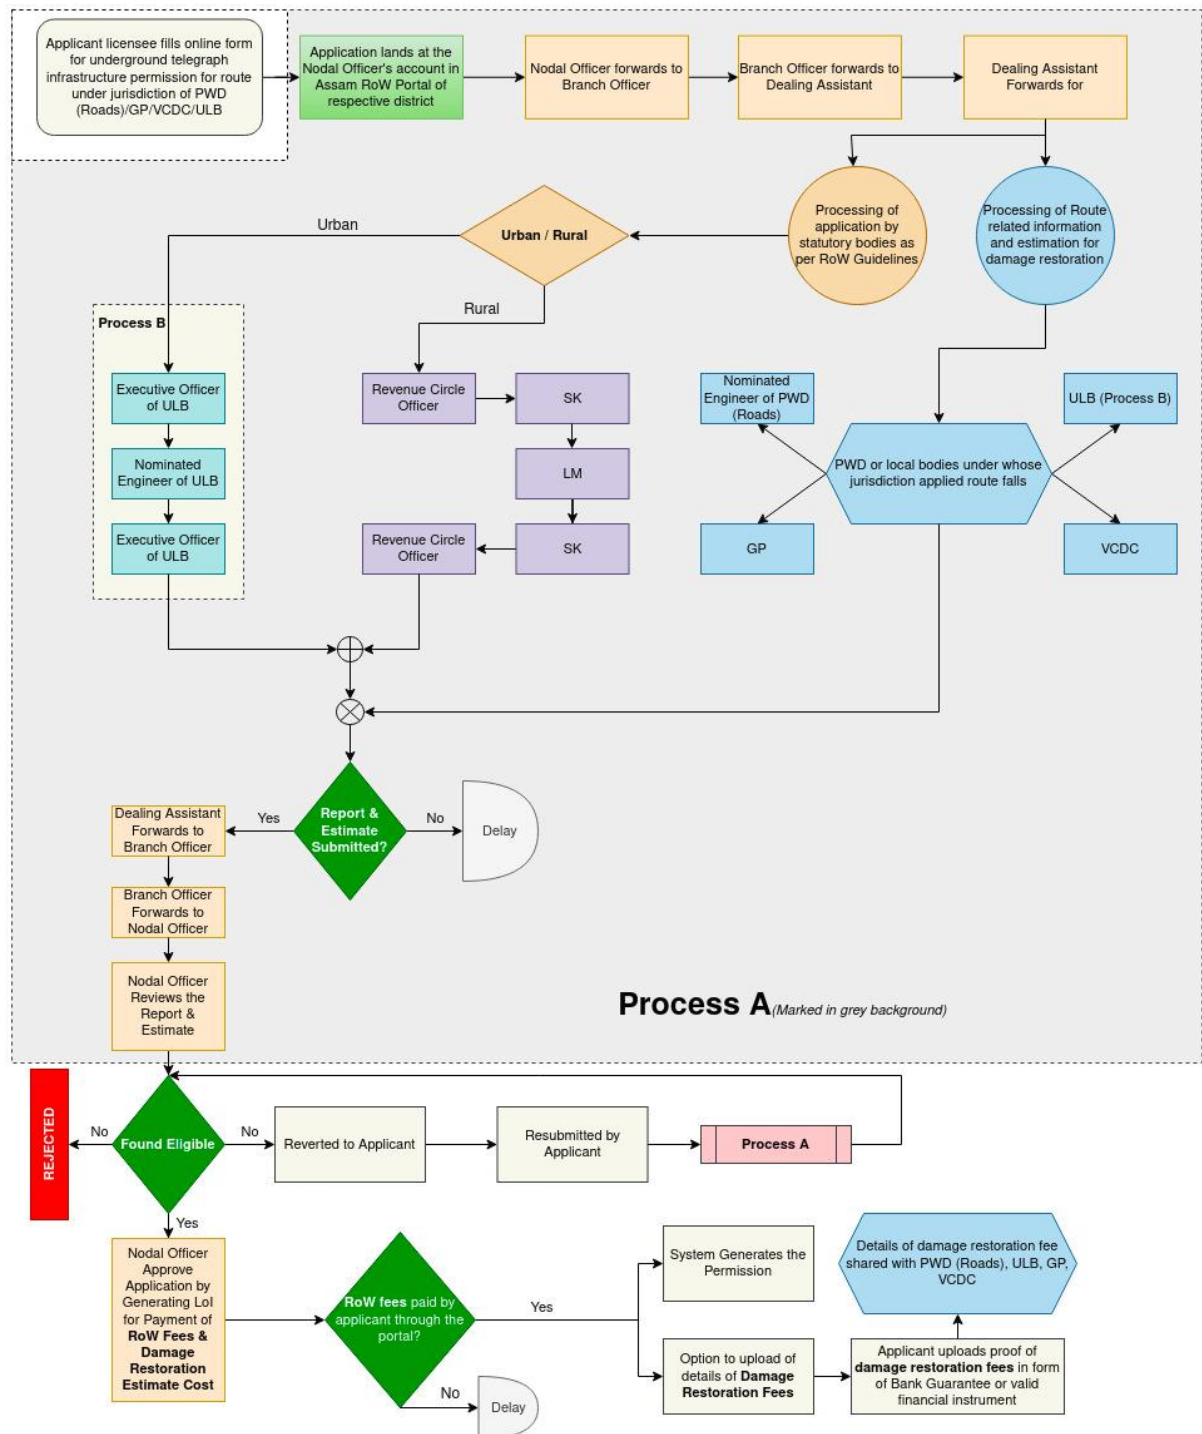 Applicant licensee fills online form
for underground telegraph
infrastructure permission for route
under jurisdiction of PWD
(Roads)/GP/VCDC/ULB
Application lands at the
Nodal Officer's account in
Assam RoW Portal of
respective district
Nodal Officer forwards to
Branch Officer
Branch Officer forwards to
Dealing Assistant
Dealing Assistant
Forwards for
Processing of
application by
statutory bodies as
per RoW Guidelines
Processing of Route
related information
and estimation for
damage restoration
Urban / Rural
Urban
Rural
Process B
Executive Officer
of ULB
Nominated
Engineer of ULB
Executive Officer
of ULB
Revenue Circle
Officer
SK
LM
SK
Revenue Circle
Officer
Nominated
Engineer of PWD
(Roads)
ULB (Process B)
PWD or local bodies under whose
jurisdiction applied route falls
GP
VCDC
Report &
Estimate
Submitted?
Yes
No
Delay
Dealing Assistant
Forwards to
Branch Officer
Branch Officer
Forwards to
Nodal Officer
Nodal Officer
Reviews the
Report &
Estimate
Process A(Marked in grey background)
REJECTED
No
Found Eligible
No
Reverted to Applicant
Resubmitted by
Applicant
Process A
Yes
Nodal Officer
Approve
Application by
Generating LoI
for Payment of
RoW Fees &
Damage
Restoration
Estimate Cost
RoW fees paid by
applicant through the
portal?
Yes
No
Delay
System Generates the
Permission
Option to upload of
details of Damage
Restoration Fees
Applicant uploads proof of
damage restoration fees in form
of Bank Guarantee or valid
financial instrument
Details of damage restoration fee
shared with PWD (Roads), ULB, GP,
VCDC